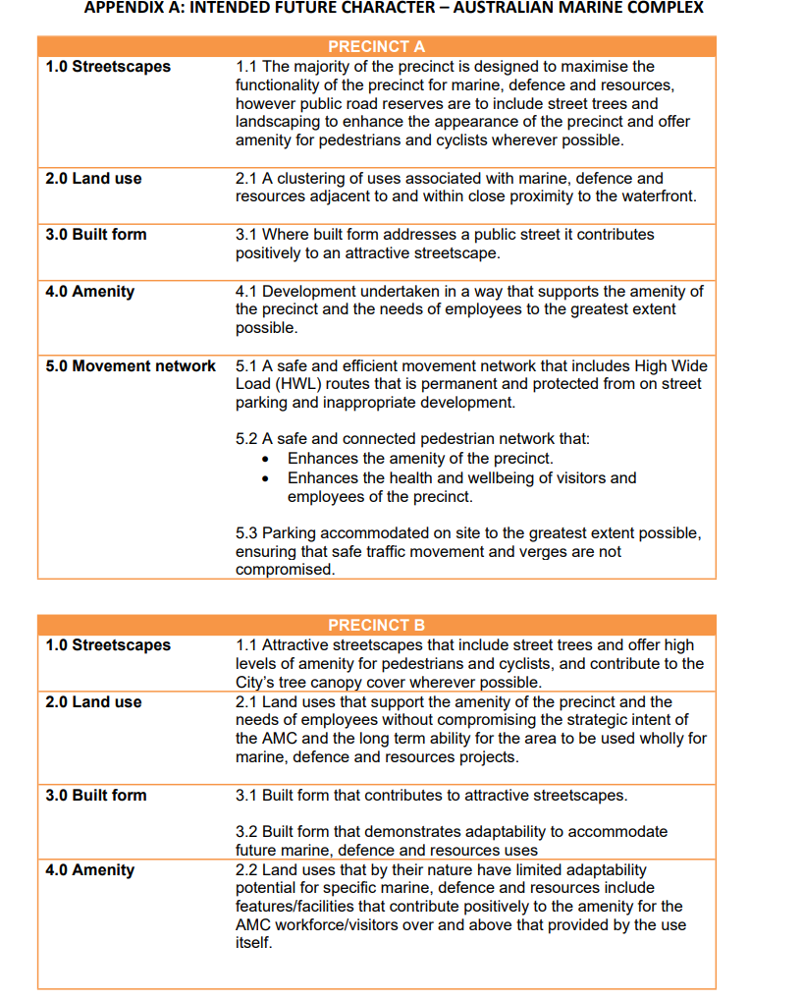 APPENDIX A: INTENDED FUTURE CHARACTER – AUSTRALIAN MARINE COMPLEX
PRECINCT A
1.0 Streetscapes
1.1 The majority of the precinct is designed to maximise the
functionality of the precinct for marine, defence and resources,
however public road reserves are to include street trees and
landscaping to enhance the appearance of the precinct and offer
amenity for pedestrians and cyclists wherever possible.
2.0 Land use
2.1 A clustering of uses associated with marine, defence and
resources adjacent to and within close proximity to the waterfront.
3.0 Built form
3.1 Where built form addresses a public street it contributes
positively to an attractive streetscape.
4.0 Amenity
4.1 Development undertaken in a way that supports the amenity of
the precinct and the needs of employees to the greatest extent
possible.
5.0 Movement network
5.1 A safe and efficient movement network that includes High Wide
Load (HWL) routes that is permanent and protected from on street
parking and inappropriate development.
5.2 A safe and connected pedestrian network that:
• Enhances the amenity of the precinct.
• Enhances the health and wellbeing of visitors and
employees of the precinct.
5.3 Parking accommodated on site to the greatest extent possible,
ensuring that safe traffic movement and verges are not
compromised.
PRECINCT B
1.0 Streetscapes
1.1 Attractive streetscapes that include street trees and offer high
levels of amenity for pedestrians and cyclists, and contribute to the
City’s tree canopy cover wherever possible.
2.0 Land use
2.1 Land uses that support the amenity of the precinct and the
needs of employees without compromising the strategic intent of
the AMC and the long term ability for the area to be used wholly for
marine, defence and resources projects.
3.0 Built form
3.1 Built form that contributes to attractive streetscapes.
3.2 Built form that demonstrates adaptability to accommodate
future marine, defence and resources uses
4.0 Amenity
2.2 Land uses that by their nature have limited adaptability
potential for specific marine, defence and resources include
features/facilities that contribute positively to the amenity for the
AMC workforce/visitors over and above that provided by the use
itself.